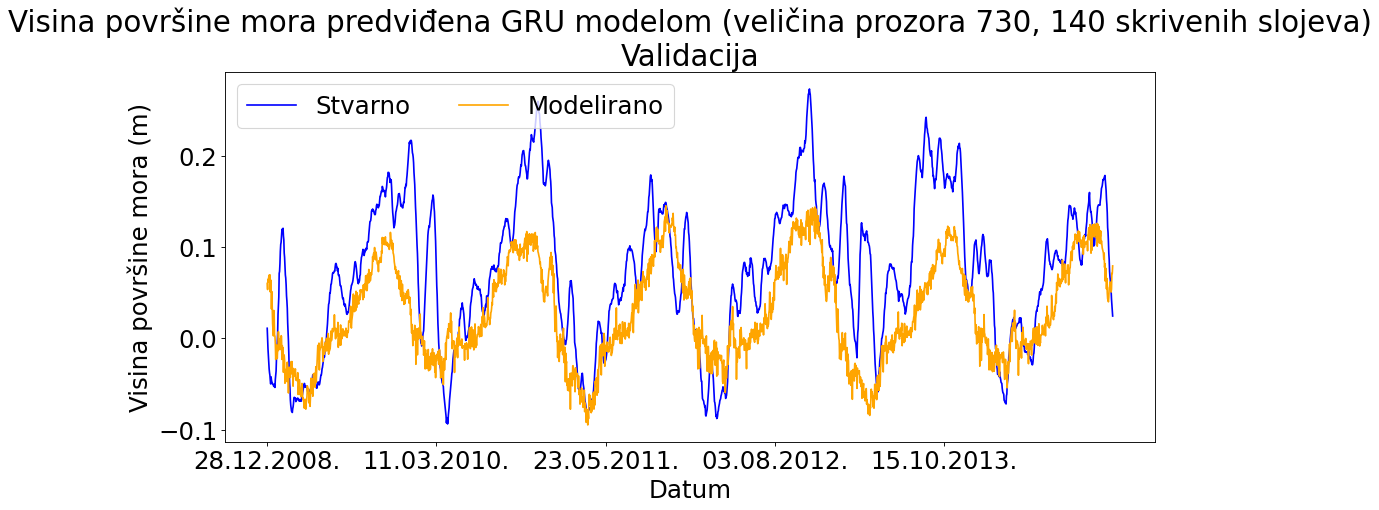 Visina površine mora predviđena GRU modelom (veličina prozora 730, 140 skrivenih slojeva)
Validacija
Stvarno
Modelirano
Visina površine mora (m)
0.2
0.1
0.0
−0.1
28.12.2008.
11.03.2010.
23.05.2011.
03.08.2012.
15.10.2013.
Datum